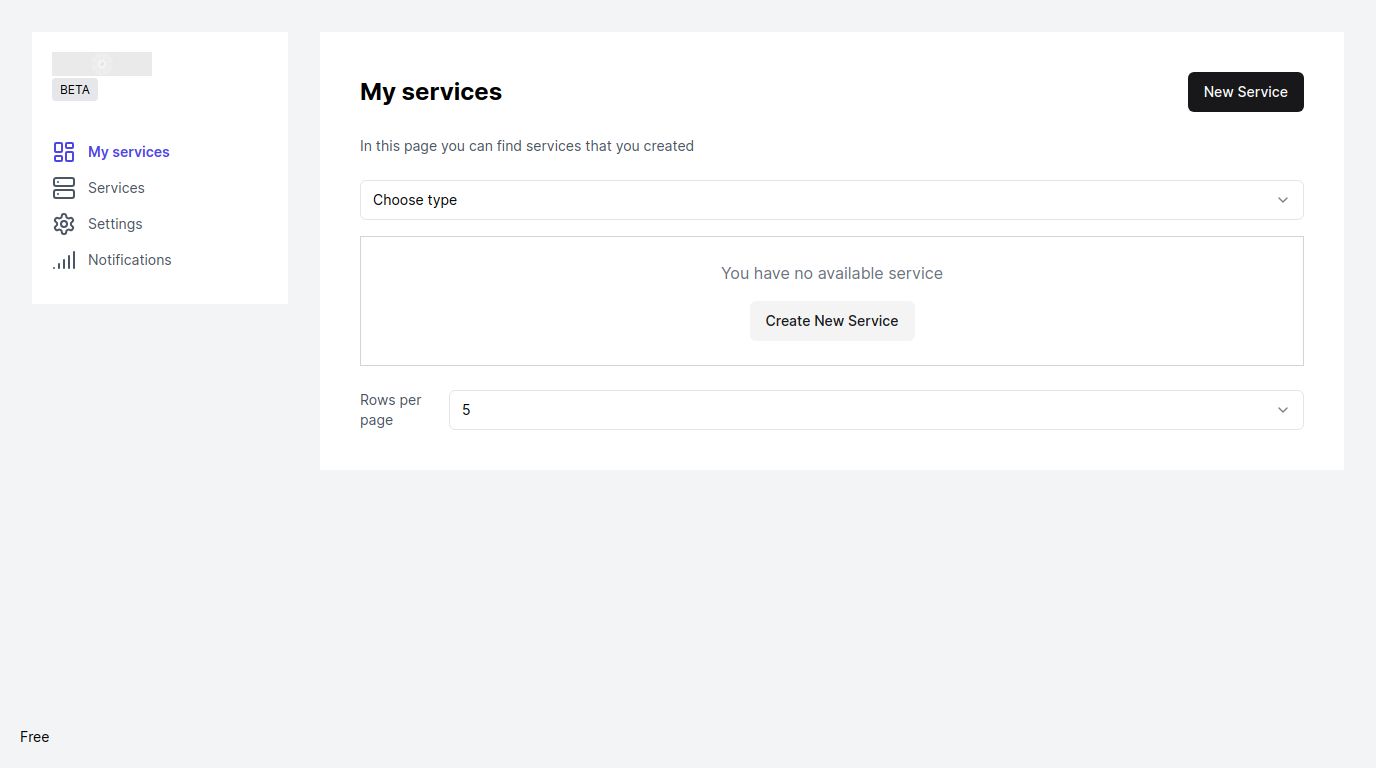 BETA
My services
Services
Settings
Notifications
My services
New Service
In this page you can find services that you created
Choose type
You have no available service
Create New Service
Rows per
page
5
Free